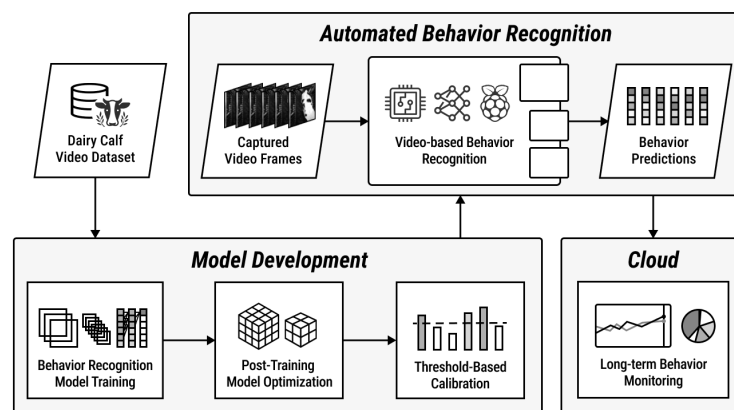 Automated Behavior Recognition
Dairy Calf
Video Dataset
Captured
Video Frames
Video-based Behavior
Recognition
Behavior
Predictions
Model Development
Behavior Recognition
Model Training
Post-Training
Model Optimization
Threshold-Based
Calibration
Cloud
Long-term Behavior
Monitoring